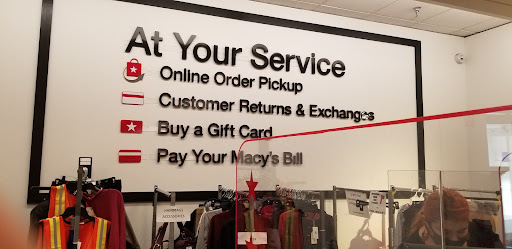 At Your Service
Online Order Pickup
Customer Returns & Exchanges
Buy a Gift Card
Pay Your Macy's Bill